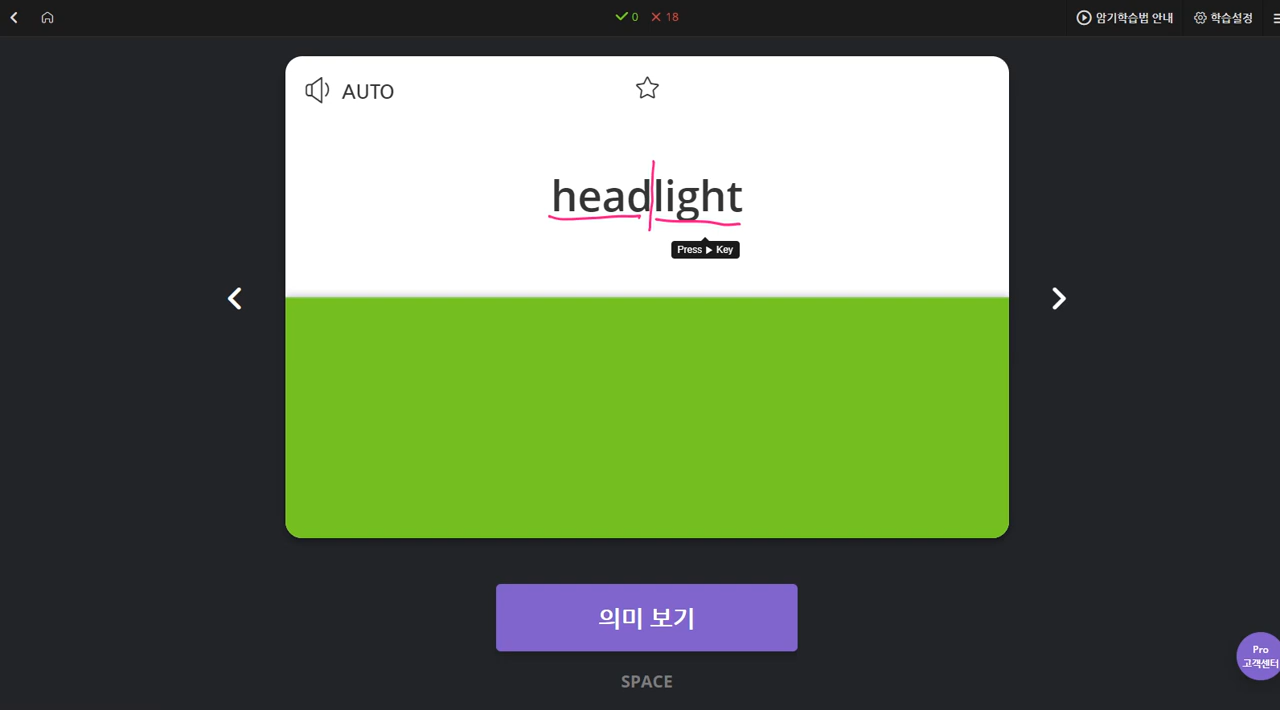 0 18 암기학습법 안내 학습설정
AUTO
headlight
Press ▶ Key
의미 보기
SPACE
Pro
고객센터